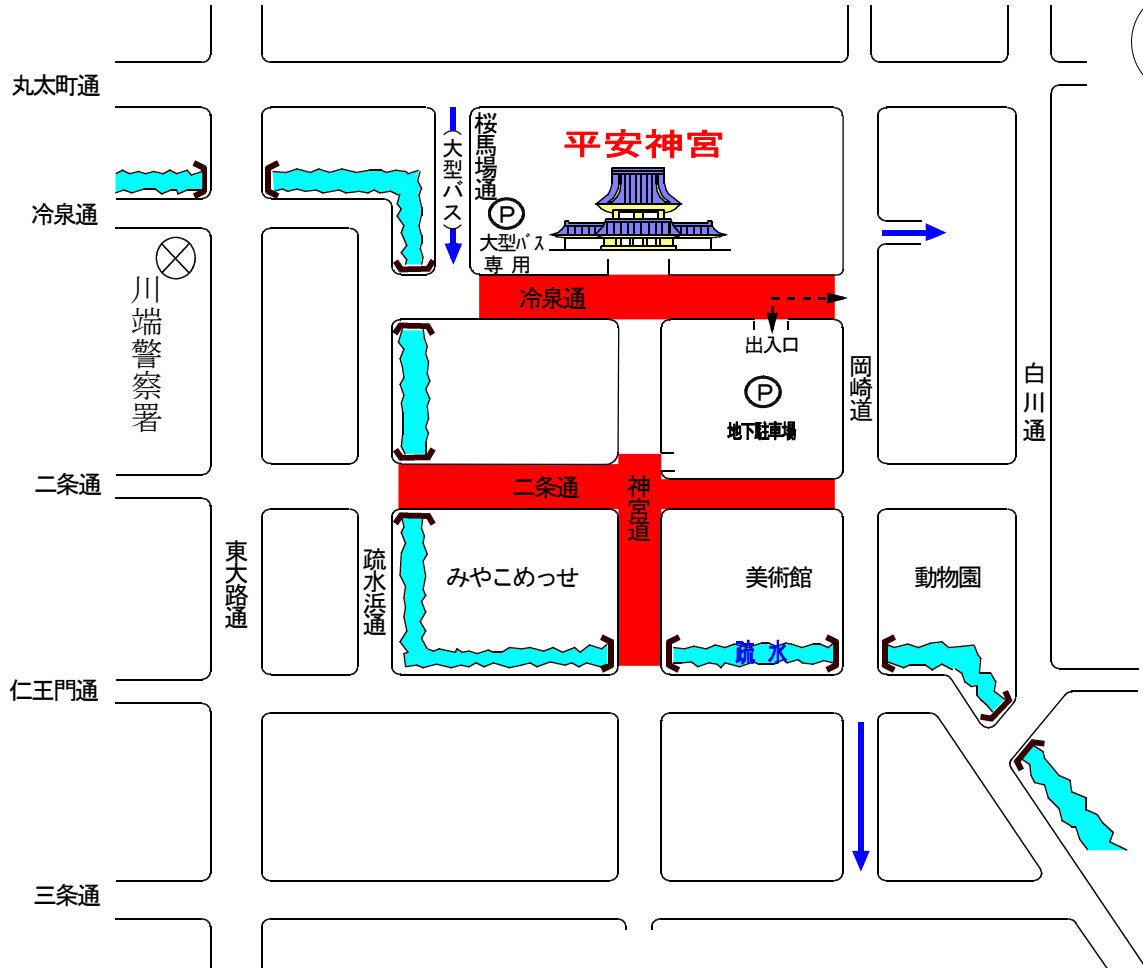 丸太町通
桜馬場通
(大型バス)
平安神宮
P
大型バス
専用
冷泉通
川端警察署
冷泉通
出入口
P
地下駐車場
岡崎道
白川通
二条通
二条通
神宮道
東大路通
疏水浜通
みやこめっせ
美術館
動物園
疏水
仁王門通
三条通